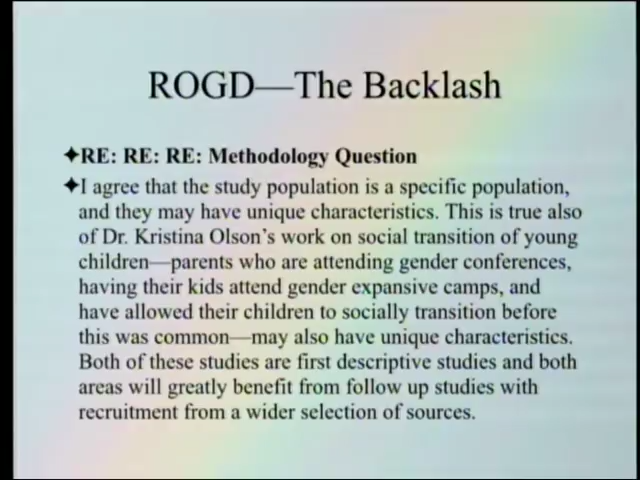 ROGD—The Backlash
✦RE: RE: RE: Methodology Question
✦I agree that the study population is a specific population,
and they may have unique characteristics. This is true also
of Dr. Kristina Olson's work on social transition of young
children—parents who are attending gender conferences,
having their kids attend gender expansive camps, and
have allowed their children to socially transition before
this was common—may also have unique characteristics.
Both of these studies are first descriptive studies and both
areas will greatly benefit from follow up studies with
recruitment from a wider selection of sources.